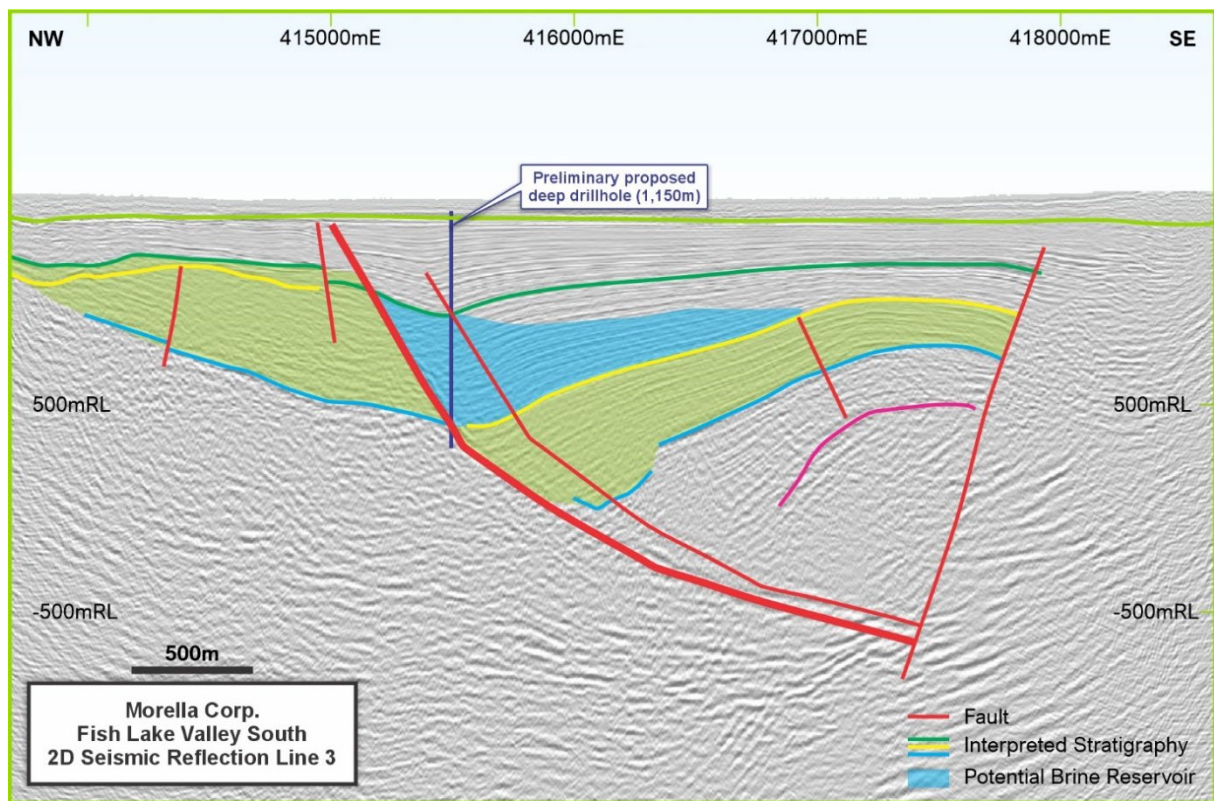 NW
415000mE
416000mE
417000mE
418000mE
SE
Preliminary proposed
deep drillhole (1,150m)
500mRL
500mRL
-500mRL
-500mRL
500m
Morella Corp.
Fish Lake Valley South
2D Seismic Reflection Line 3
Fault
Interpreted Stratigraphy
Potential Brine Reservoir